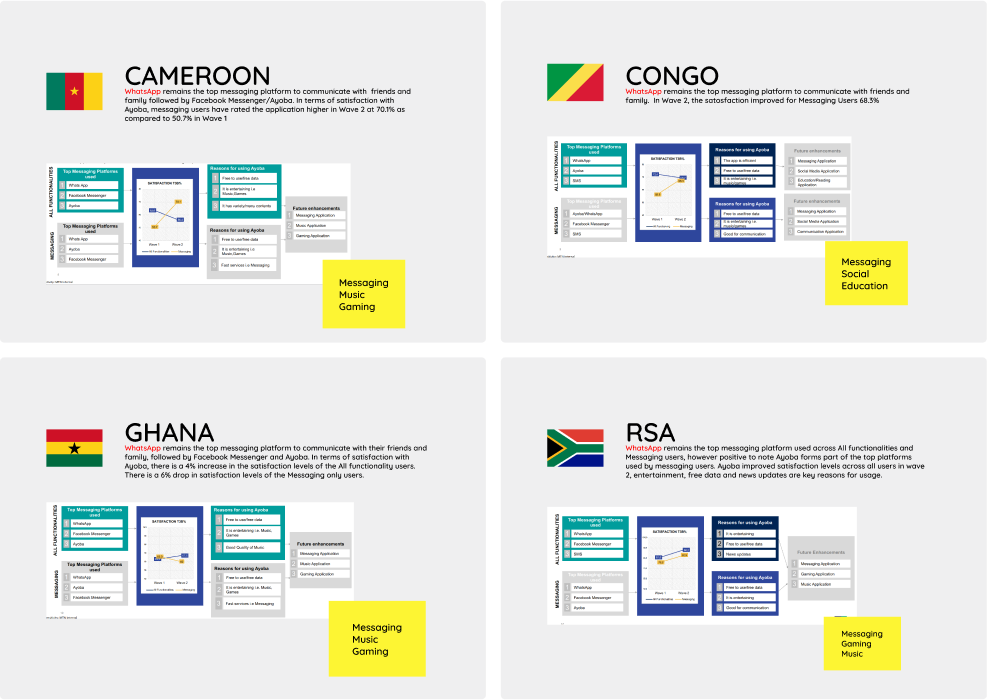 CAMEROON
WhatsApp remains the top messaging platform to communicate with friends and
family followed by Facebook Messenger/Ayoba. In terms of satisfaction with
Ayoba, messaging users have rated the application higher in Wave 2 at 70.1% as
compared to 50.7% in Wave 1
ALL FUNCTIONALITIES
Top Messaging Platforms
used
1 Whats App
2 Facebook Messenger
3 Ayoba
MESSAGING
Top Messaging Platforms
used
1 Whats App
2 Ayoba
3 Facebook Messenger
SATISFACTION T2B%
Wave 1 Wave 2
All Functionalities Messaging
Reasons for using Ayoba
1 Free to use/free data
2 It is entertaining i.e
Music,Games
3 It has variety/many contents
Reasons for using Ayoba
1 Free to use/free data
2 It is entertaining i.e.
Music,Games
3 Fast services i.e Messaging
Future enhancements
1 Messaging Application
2 Music Application
3 Gaming Application
Messaging
Music
Gaming
CONGO
WhatsApp remains the top messaging platform to communicate with friends and
family. In Wave 2, the satosfaction improved for Messaging Users 68.3%
ALL FUNCTIONALITIES
Top Messaging Platforms
used
1 WhatsApp
2 Ayoba
3 SMS
MESSAGING
Top Messaging Platforms
used
1 Ayoba/WhatsApp
2 Facebook Messenger
3 SMS
SATISFACTION T2B%
Wave 1 Wave 2
All Functioning Messaging
Reasons for using Ayoba
1 The app is efficient
2 Free to use/free data
3 It is entertaining i.e
music/games
Reasons for using Ayoba
1 Free to use/free data
2 It is entertaining i.e.
music/games
3 Good for communication
Future enhancements
1 Messaging Application
2 Social Media Application
3 Education/Reading
Application
Future enhancements
1 Messaging Application
2 Social Media Application
3 Communication Application
Messaging
Social
Education
GHANA
WhatsApp remains the top messaging platform to communicate with their friends and
family, followed by Facebook Messenger and Ayoba. In terms of satisfaction with
Ayoba, there is a 4% increase in the satisfaction levels of the All functionality users.
There is a 6% drop in satisfaction levels of the Messaging only users.
ALL FUNCTIONALITIES
Top Messaging Platforms
used
1 WhatsApp
2 Facebook Messenger
3 Ayoba
MESSAGING
Top Messaging Platforms
used
1 WhatsApp
2 Ayoba
3 Facebook Messenger
SATISFACTION T2B%
Wave 1 Wave 2
All Functionalities Messaging
Reasons for using Ayoba
1 Free to use/free data
2 It is entertaining i.e. Music,
Games
3 Good Quality of Music
Reasons for using Ayoba
1 Free to use/free data
2 It is entertaining i.e. Music,
Games
3 Fast services i.e Messaging
Future enhancements
1 Messaging Application
2 Music Application
3 Gaming Application
Messaging
Music
Gaming
RSA
WhatsApp remains the top messaging platform used across All functionalities and
Messaging users, however positive to note Ayoba forms part of the top platforms
used by messaging users. Ayoba improved satisfaction levels across all users in wave
2, entertainment, free data and news updates are key reasons for usage.
ALL FUNCTIONALITIES
Top Messaging Platforms
used
1 WhatsApp
2 Facebook Messenger
3 SMS
MESSAGING
Top Messaging Platforms
used
1 WhatsApp
2 Facebook Messenger
3 Ayoba
SATISFACTION T2B%
Wave 1 Wave 2
All Functionalities Messaging
Reasons for using Ayoba
1 It is entertaining
2 Free to use/free data
3 News updates
Reasons for using Ayoba
1 Free to use/free data
2 It is entertaining
3 Good for communication
Future Enhancements
1 Messaging Application
2 Gaming Application
3 Music Application
Messaging
Gaming
Music